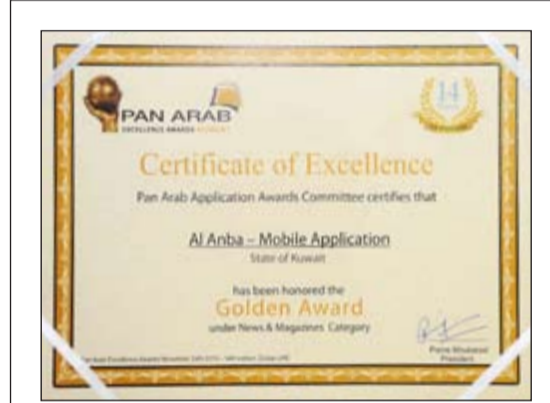 PAN ARAB
EXCELLENCE AWARDS
14
Certificate of Excellence
Pan Arab Application Awards Committee certifies that
Al Anba – Mobile Application
State of Kuwait
has been honored the
Golden Award
under News & Magazines Category
President